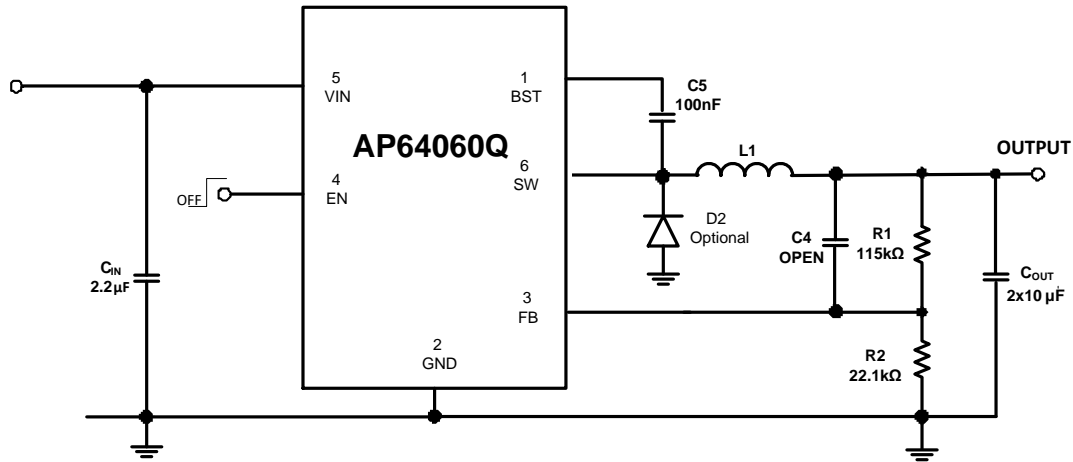 5
VIN
1
BST
C5
100nF
AP64060Q
L1
OUTPUT
6
SW
4
EN
OFF
D2
Optional
C4
OPEN
R1
115kΩ
CIN
2.2µF
COUT
2x10 µF
3
FB
2
GND
R2
22.1kΩ